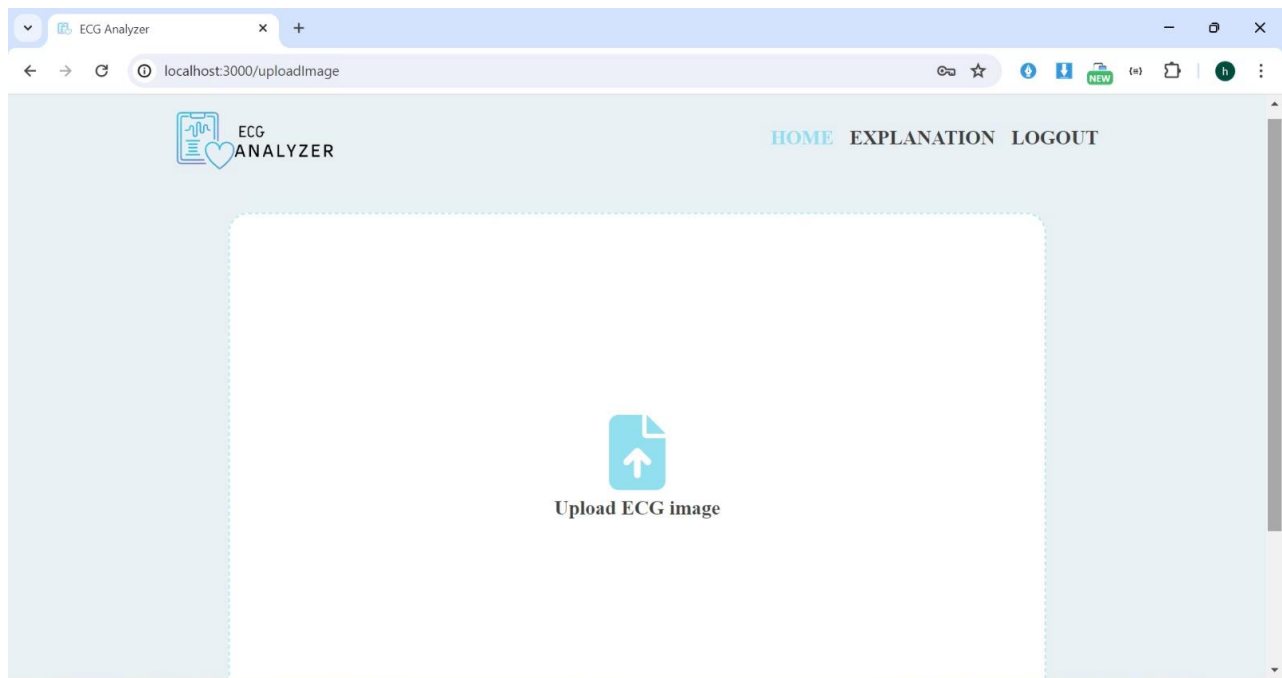 ECG Analyzer
localhost:3000/uploadImage
NEW
h
ECG
ANALYZER
HOME EXPLANATION LOGOUT
Upload ECG image